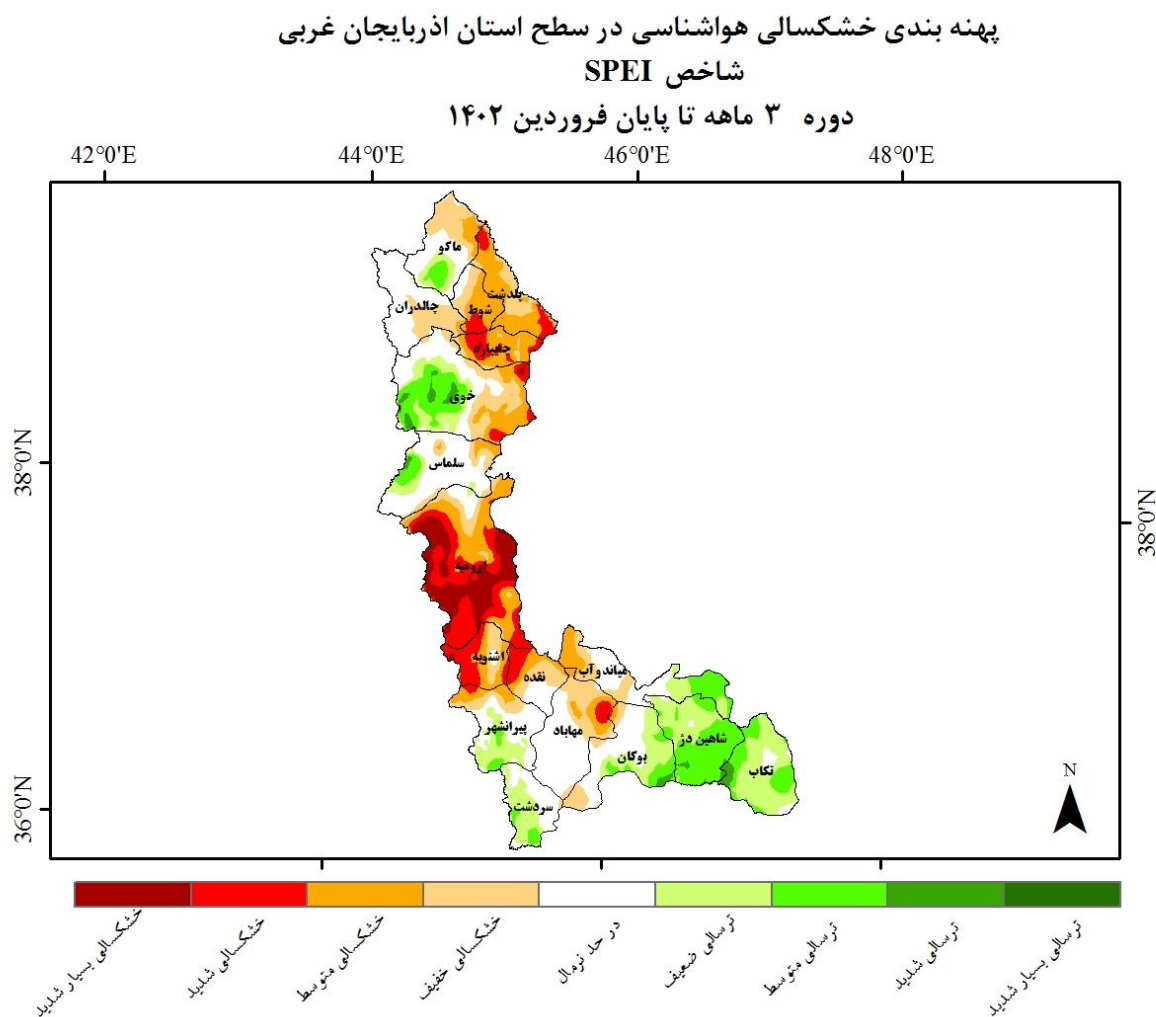 پهنه بندی خشکسالی هواشناسی در سطح استان اذربایجان غربی
شاخص SPEI
دوره ۳ ماهه تا پایان فروردین ۱۴۰۲
42°0'E 44°0'E 46°0'E 48°0'E
ماکو
پلدشت
چالدران
شوط
چایپاره
خوی
سلماس
38°0'N
38°0'N
ارومیه
اشنویه
نقده
میاندوآب
پیرانشهر
مهاباد
بوکان
شاهین دژ
تکاب
سردشت
36°0'N
N
خشکسالی بسیار شدید
خشکسالی شدید
خشکسالی متوسط
خشکسالی خفیف
در حد نرمال
ترسالی ضعیف
ترسالی متوسط
ترسالی شدید
ترسالی بسیار شدید